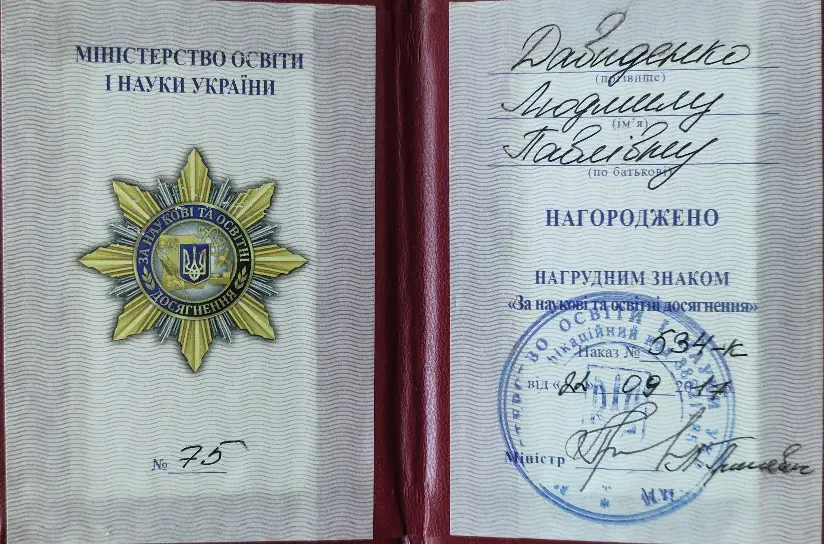 МІНІСТЕРСТВО ОСВІТИ
І НАУКИ УКРАЇНИ
ЗА НАУКОВІ ТА ОСВІТНІ
ДОСЯГНЕННЯ
№ 75
Давиденко
(прізвище)
Людмилу
(ім'я)
Павлівну
(по батькові)
НАГОРОДЖЕНО
НАГРУДНИМ ЗНАКОМ
«За наукові та освітні досягнення»
Наказ № 534-к
від «22» 09 2017
Міністр